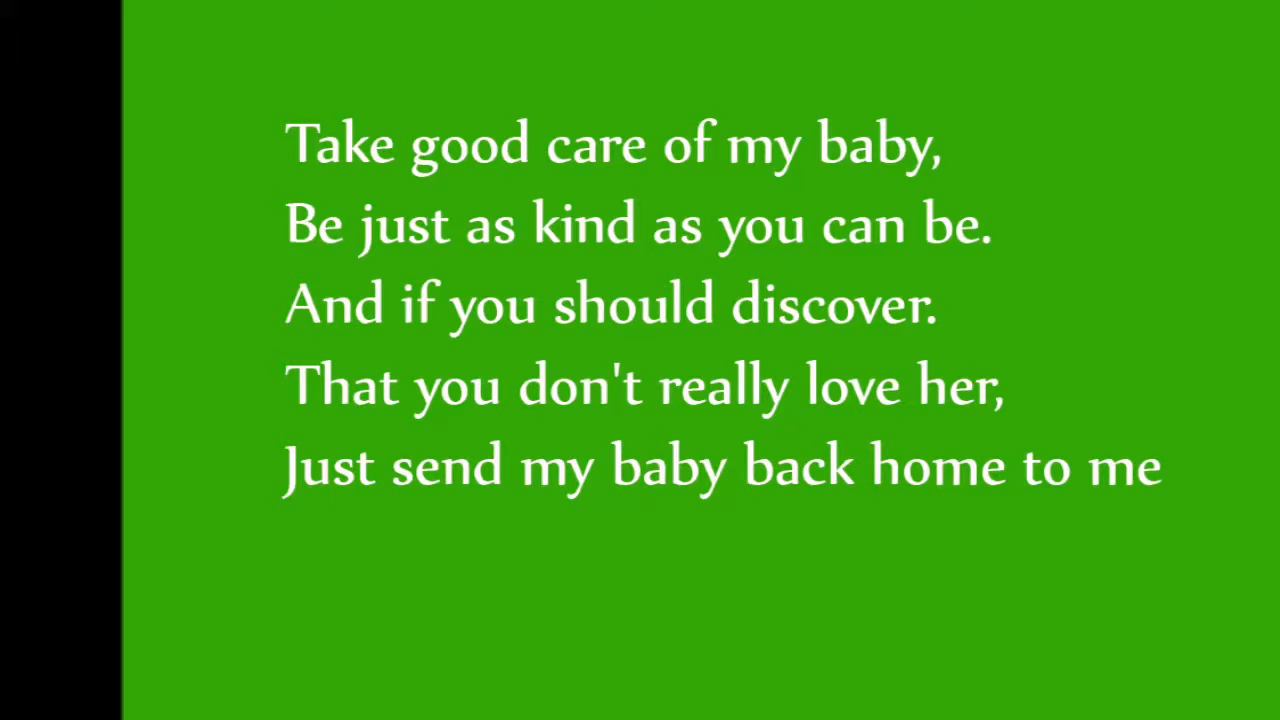 Take good care of my baby,
Be just as kind as you can be.
And if you should discover.
That you don't really love her,
Just send my baby back home to me